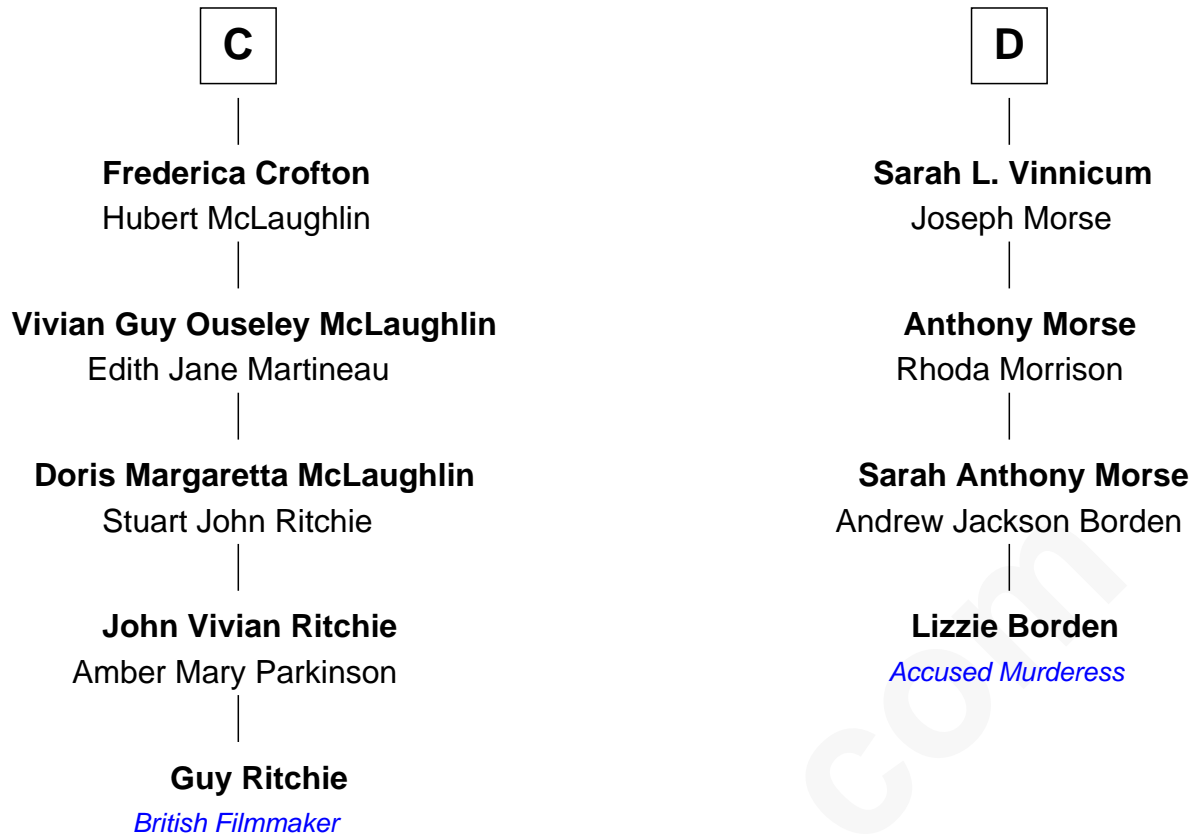 C
Frederica Crofton
Hubert McLaughlin
Vivian Guy Ouseley McLaughlin
Edith Jane Martineau
Doris Margaretta McLaughlin
Stuart John Ritchie
John Vivian Ritchie
Amber Mary Parkinson
Guy Ritchie
British Filmmaker
D
Sarah L. Vinnicum
Joseph Morse
Anthony Morse
Rhoda Morrison
Sarah Anthony Morse
Andrew Jackson Borden
Lizzie Borden
Accused Murderess
com